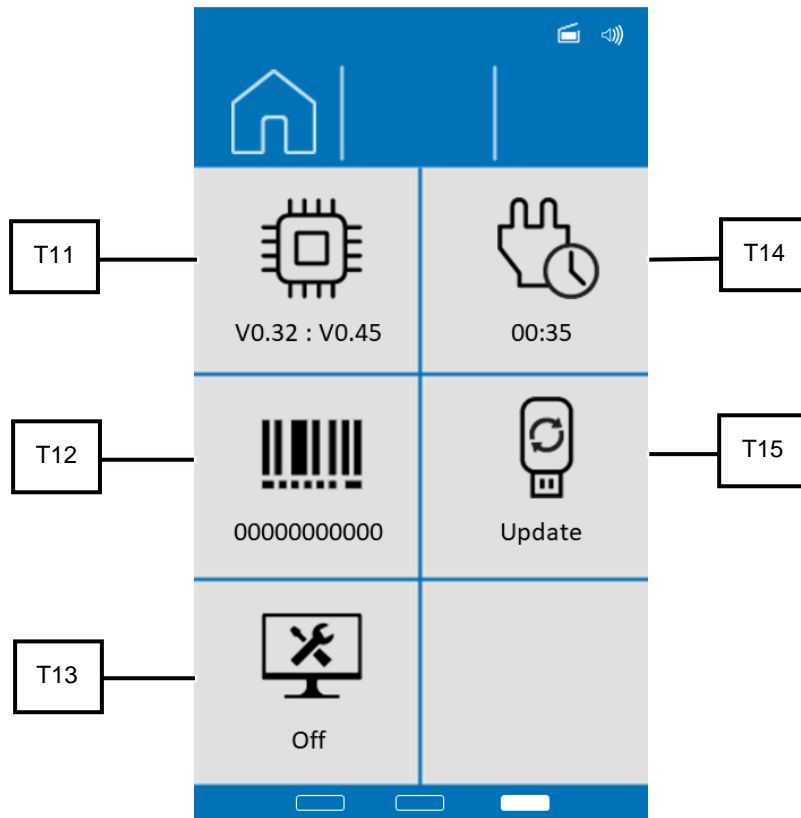 T11
V0.32 : V0.45
T14
00:35
T12
00000000000
T15
Update
T13
Off